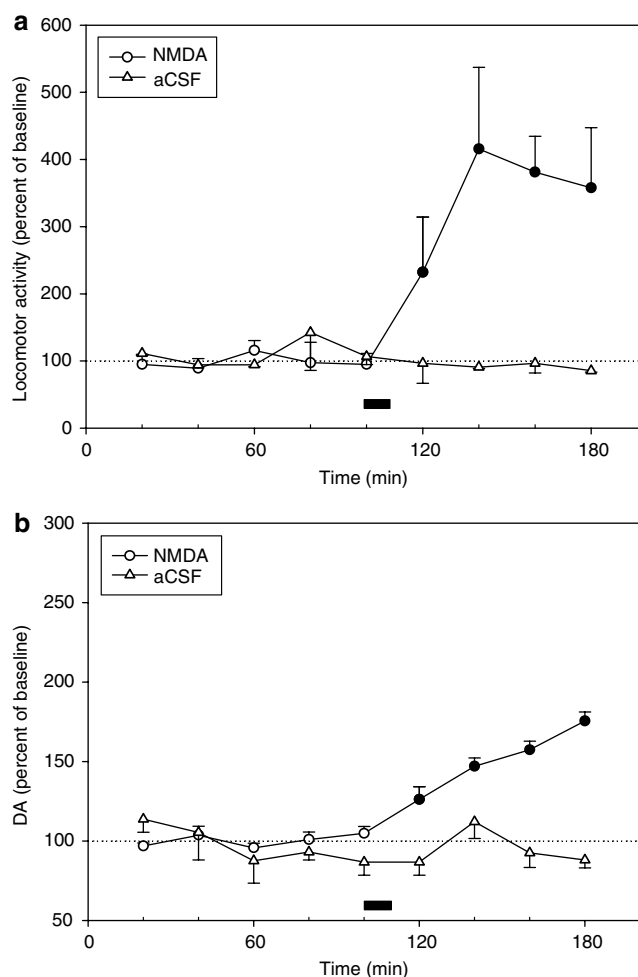 a
600
500
400
300
200
100
0
Locomotor activity (percent of baseline)
NMDA
aCSF
0 60 120 180
Time (min)
b
300
250
200
150
100
50
DA (percent of baseline)
NMDA
aCSF
0 60 120 180
Time (min)